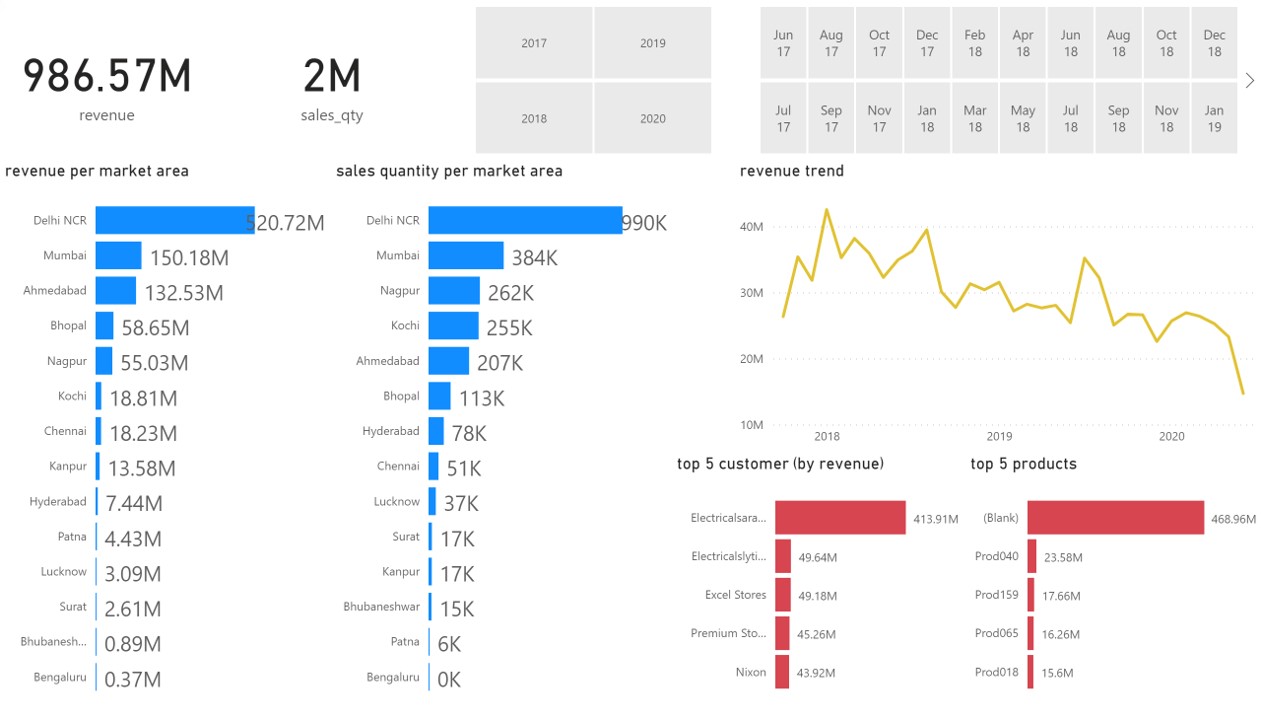 986.57M
revenue
2M
sales_qty
2017
2019
2018
2020
Jun 17
Aug 17
Oct 17
Dec 17
Feb 18
Apr 18
Jun 18
Aug 18
Oct 18
Dec 18
Jul 17
Sep 17
Nov 17
Jan 18
Mar 18
May 18
Jul 18
Sep 18
Nov 18
Jan 19
revenue per market area
Delhi NCR 520.72M
Mumbai 150.18M
Ahmedabad 132.53M
Bhopal 58.65M
Nagpur 55.03M
Kochi 18.81M
Chennai 18.23M
Kanpur 13.58M
Hyderabad 7.44M
Patna 4.43M
Lucknow 3.09M
Surat 2.61M
Bhubanesh... 0.89M
Bengaluru 0.37M
sales quantity per market area
Delhi NCR 990K
Mumbai 384K
Nagpur 262K
Kochi 255K
Ahmedabad 207K
Bhopal 113K
Hyderabad 78K
Chennai 51K
Lucknow 37K
Surat 17K
Kanpur 17K
Bhubaneshwar 15K
Patna 6K
Bengaluru 0K
revenue trend
40M
30M
20M
10M
2018 2019 2020
top 5 customer (by revenue)
Electricalsara... 413.91M
Electricalslyti... 49.64M
Excel Stores 49.18M
Premium Sto... 45.26M
Nixon 43.92M
top 5 products
(Blank) 468.96M
Prod040 23.58M
Prod159 17.66M
Prod065 16.26M
Prod018 15.6M